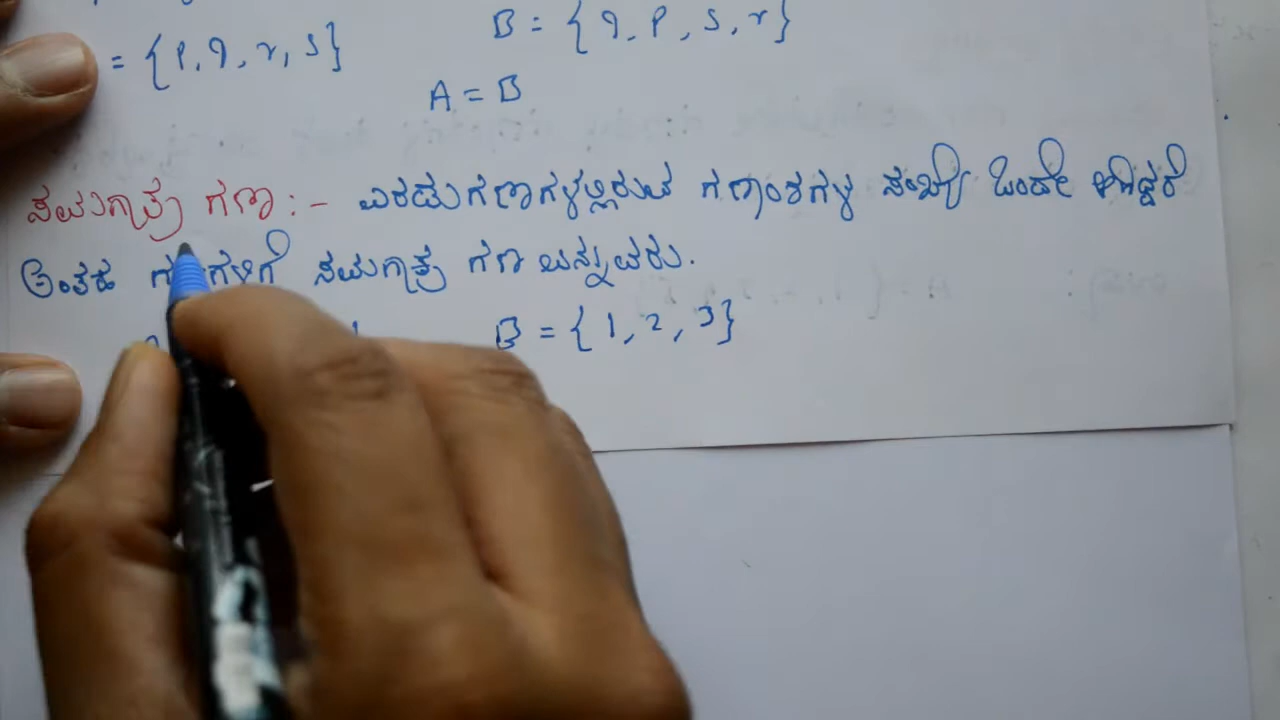 = {p, q, r, s}
B = {q, p, s, r}
A = B
ಸಮಗಾತ್ರ ಗಣ :- ಎರಡು ಗಣಗಳಲ್ಲಿರುವ ಗಣಾಂಶಗಳ ಸಂಖ್ಯೆ ಒಂದೇ ಆಗಿದ್ದರೆ
ಅಂತಹ ಸಮಗಾತ್ರ ಗಣ ಎನ್ನುವರು.
B = {1, 2, 3}